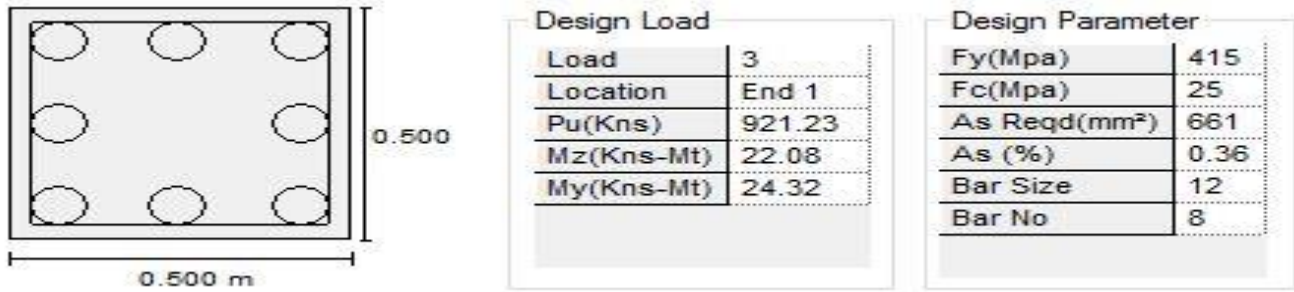 0.500
0.500 m
Design Load
Load 3
Location End 1
Pu(Kns) 921.23
Mz(Kns-Mt) 22.08
My(Kns-Mt) 24.32
Design Parameter
Fy(Mpa) 415
Fc(Mpa) 25
As Reqd(mm²) 661
As (%) 0.36
Bar Size 12
Bar No 8